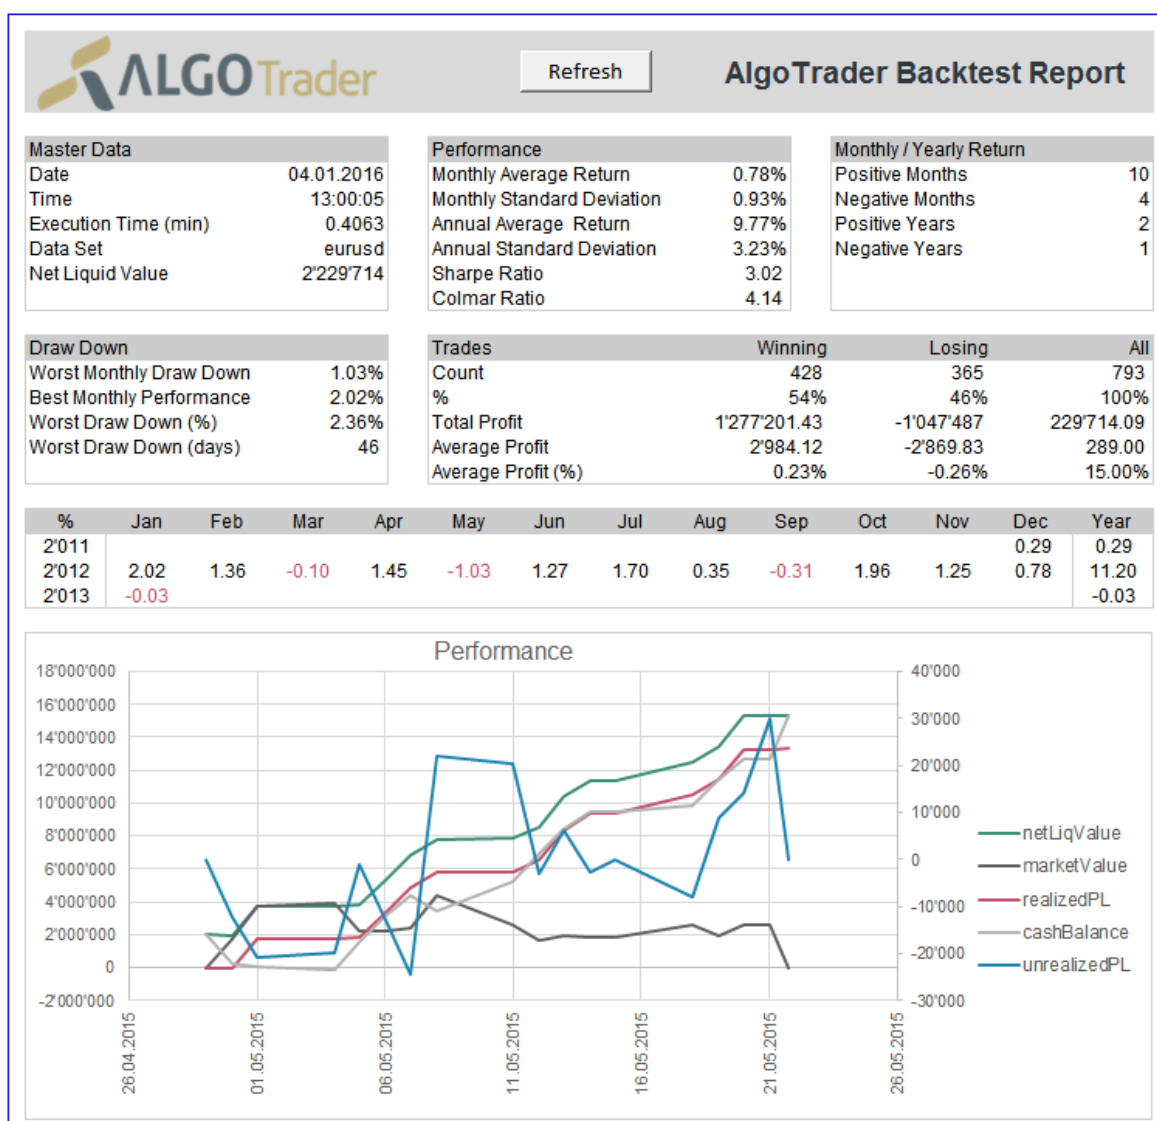 ALGOTrader
Refresh
AlgoTrader Backtest Report
Master Data
Date 04.01.2016
Time 13:00:05
Execution Time (min) 0.4063
Data Set eurusd
Net Liquid Value 2'229'714
Performance
Monthly Average Return 0.78%
Monthly Standard Deviation 0.93%
Annual Average Return 9.77%
Annual Standard Deviation 3.23%
Sharpe Ratio 3.02
Colmar Ratio 4.14
Monthly / Yearly Return
Positive Months 10
Negative Months 4
Positive Years 2
Negative Years 1
Draw Down
Worst Monthly Draw Down 1.03%
Best Monthly Performance 2.02%
Worst Draw Down (%) 2.36%
Worst Draw Down (days) 46
Trades Winning Losing All
Count 428 365 793
% 54% 46% 100%
Total Profit 1'277'201.43 -1'047'487 229'714.09
Average Profit 2'984.12 -2'869.83 289.00
Average Profit (%) 0.23% -0.26% 15.00%
% Jan Feb Mar Apr May Jun Jul Aug Sep Oct Nov Dec Year
2'011 0.29 0.29
2'012 2.02 1.36 -0.10 1.45 -1.03 1.27 1.70 0.35 -0.31 1.96 1.25 0.78 11.20
2'013 -0.03 -0.03
Performance
18'000'000
16'000'000
14'000'000
12'000'000
10'000'000
8'000'000
6'000'000
4'000'000
2'000'000
0
-2'000'000
40'000
30'000
20'000
10'000
0
-10'000
-20'000
-30'000
26.04.2015
01.05.2015
06.05.2015
11.05.2015
16.05.2015
21.05.2015
26.05.2015
netLiqValue
marketValue
realizedPL
cashBalance
unrealizedPL